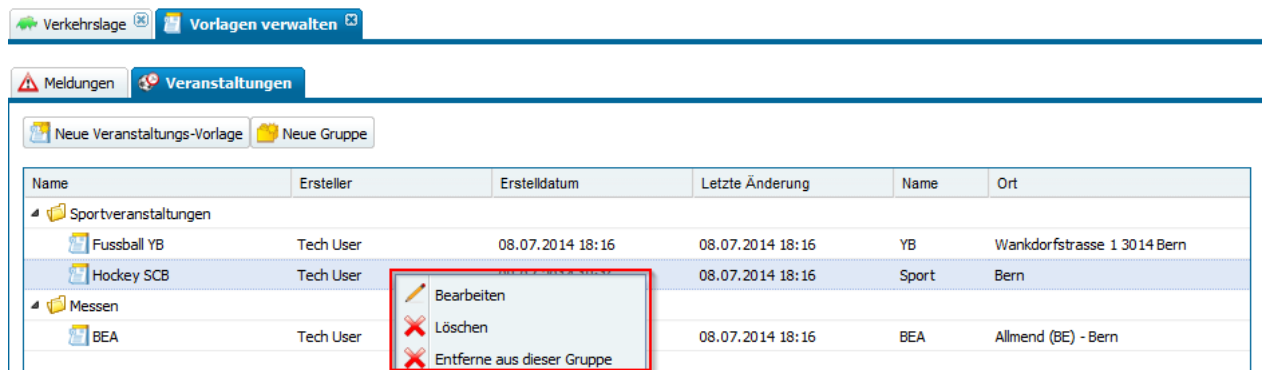 Verkehrslage Vorlagen verwalten
Meldungen Veranstaltungen
Neue Veranstaltungs-Vorlage Neue Gruppe
Name Ersteller Erstelldatum Letzte Änderung Name Ort
Sportveranstaltungen
Fussball YB Tech User 08.07.2014 18:16 08.07.2014 18:16 YB Wankdorfstrasse 1 3014 Bern
Hockey SCB Tech User 08.07.2014 18:16 Sport Bern
Bearbeiten
Messen
Löschen
BEA Tech User 08.07.2014 18:16 BEA Allmend (BE) - Bern
Entferne aus dieser Gruppe